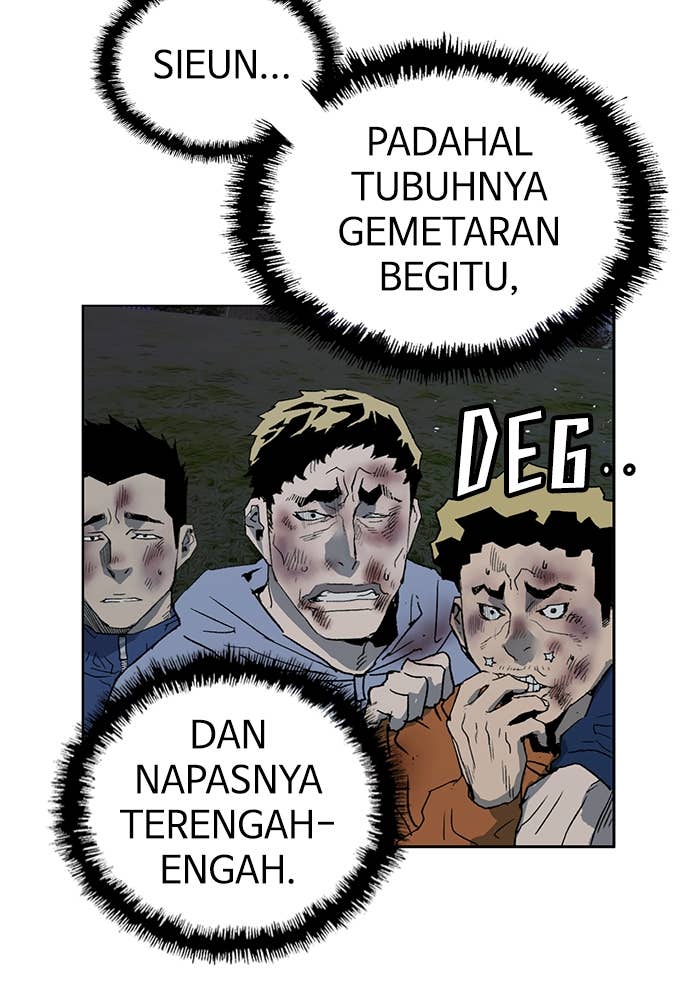 SIEUN...
PADAHAL
TUBUHNYA
GEMETARAN
BEGITU,
DEG..
DAN
NAPASNYA
TERENGAH-
ENGAH.